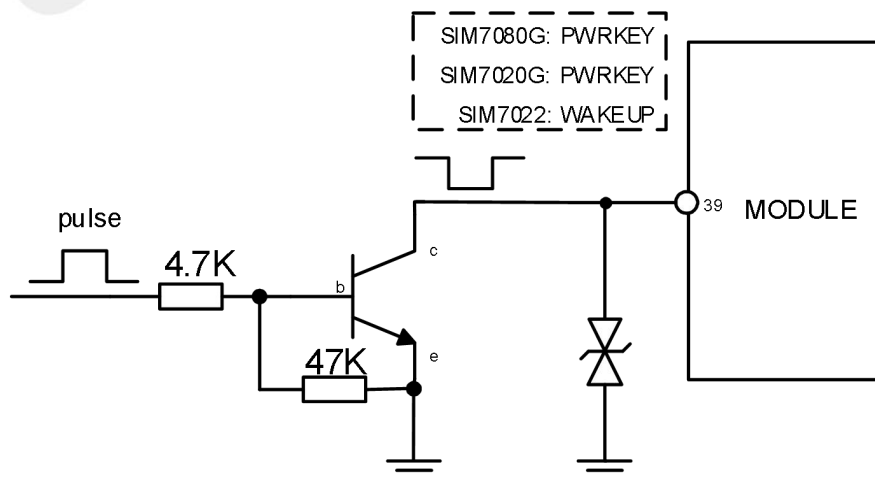 SIM7080G: PWRKEY
SIM7020G: PWRKEY
SIM7022: WAKEUP
pulse
4.7K
b
c
e
47K
39
MODULE